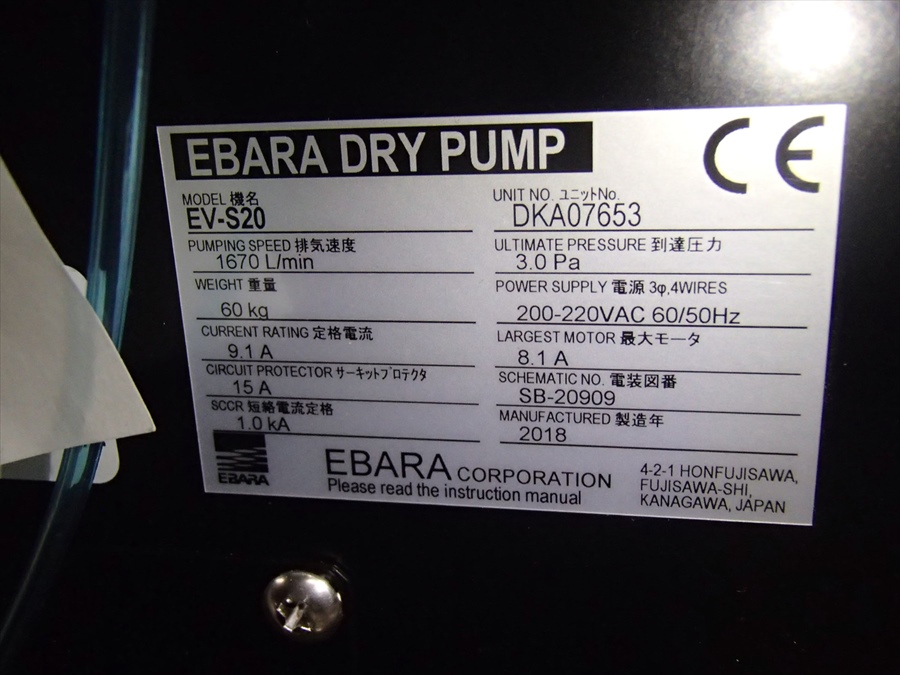 EBARA DRY PUMP
CE
MODEL 機名
EV-S20
UNIT NO. ユニットNo.
DKA07653
PUMPING SPEED 排気速度
1670 L/min
ULTIMATE PRESSURE 到達圧力
3.0 Pa
WEIGHT 重量
60 kg
POWER SUPPLY 電源 3φ,4WIRES
200-220VAC 60/50Hz
CURRENT RATING 定格電流
9.1 A
LARGEST MOTOR 最大モータ
8.1 A
CIRCUIT PROTECTOR サーキットプロテクタ
15 A
SCHEMATIC NO. 電装図番
SB-20909
SCCR 短絡電流定格
1.0 kA
MANUFACTURED 製造年
2018
EBARA
EBARA CORPORATION
Please read the instruction manual
4-2-1 HONFUJISAWA,
FUJISAWA-SHI,
KANAGAWA, JAPAN